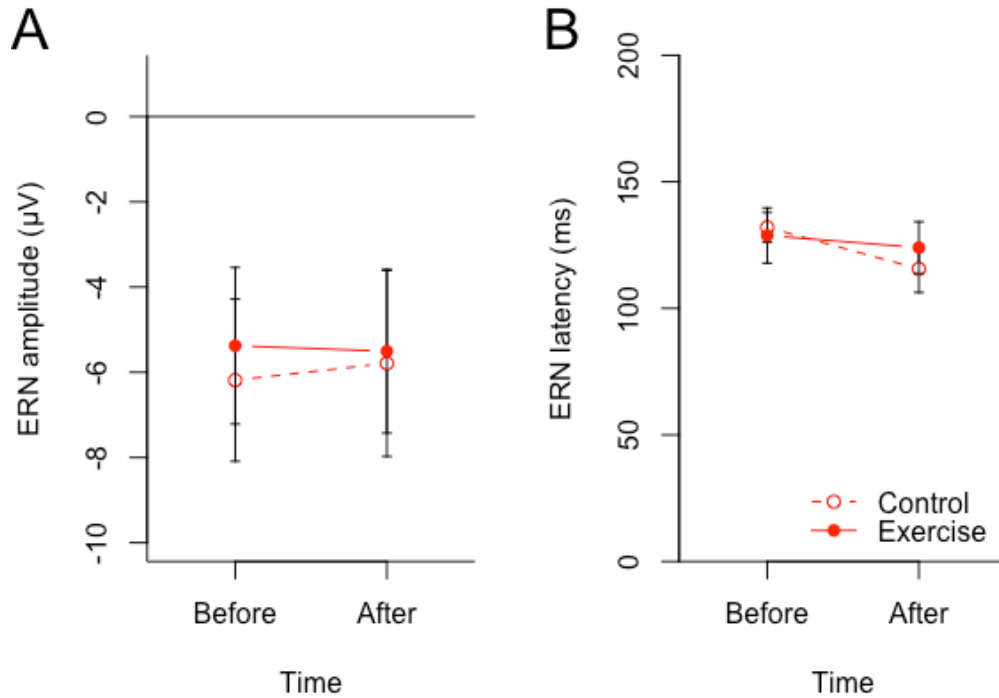 A
ERN amplitude (µV)
0
-2
-4
-6
-8
-10
Before
After
Time
B
ERN latency (ms)
200
150
100
50
0
Control
Exercise
Before
After
Time